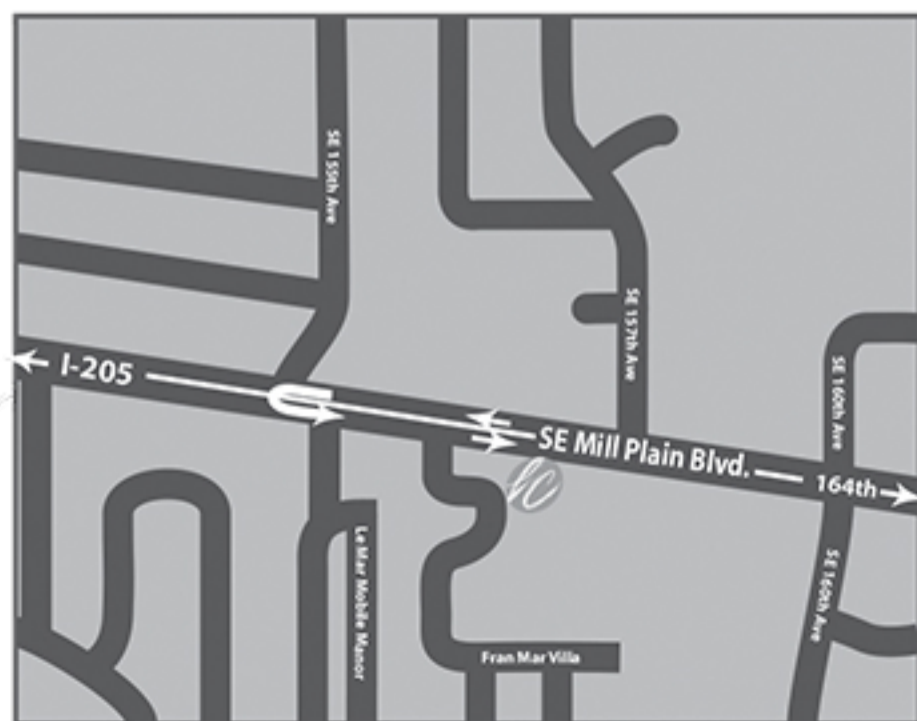 SE 155th Ave
SE 157th Ave
I-205
SE 160th Ave
SE Mill Plain Blvd.
164th
Le Mar Mobile Manor
SE 160th Ave
Fran Mar Villa